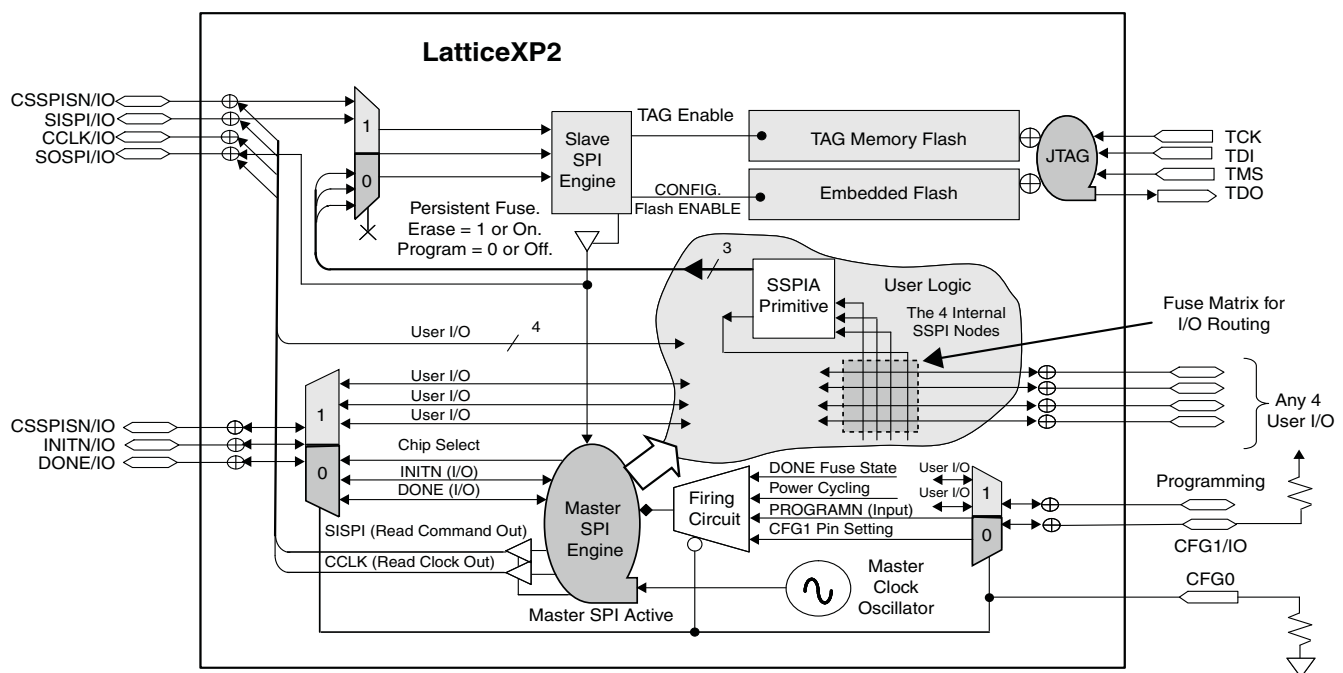 LatticeXP2
CSSPISN/IO
SISPI/IO
CCLK/IO
SOSPI/IO
1
0
Slave
SPI
Engine
TAG Enable
TAG Memory Flash
CONFIG.
Flash ENABLE
Embedded Flash
JTAG
TCK
TDI
TMS
TDO
Persistent Fuse.
Erase = 1 or On.
Program = 0 or Off.
3
SSPIA
Primitive
User Logic
The 4 Internal
SSPI Nodes
Fuse Matrix for
I/O Routing
User I/O
4
User I/O
User I/O
User I/O
1
0
CSSPISN/IO
INITN/IO
DONE/IO
Chip Select
INITN (I/O)
DONE (I/O)
Any 4
User I/O
Master
SPI
Engine
SISPI (Read Command Out)
CCLK (Read Clock Out)
Master SPI Active
Firing
Circuit
DONE Fuse State
Power Cycling
PROGRAMN (Input)
CFG1 Pin Setting
User I/O
User I/O
1
0
Programming
CFG1/IO
CFG0
Master
Clock
Oscillator